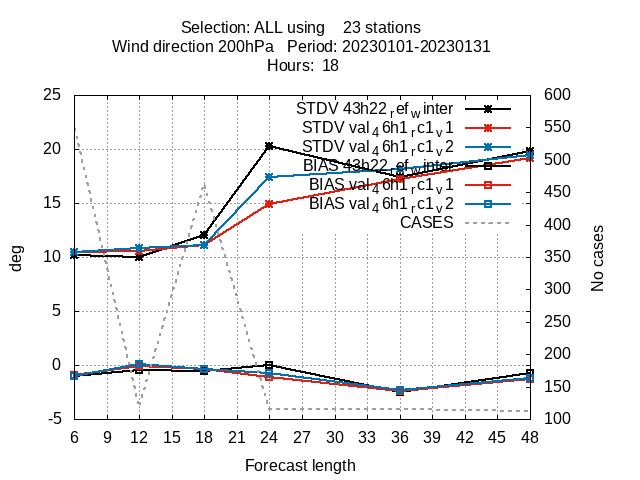 Selection: ALL using 23 stations
Wind direction 200hPa Period: 20230101-20230131
Hours: 18
STDV 43h22_ref_winter
STDV val_46h1_rc1_v1
STDV val_46h1_rc1_v2
BIAS 43h22_ref_winter
BIAS val_46h1_rc1_v1
BIAS val_46h1_rc1_v2
CASES
25
20
15
10
5
0
-5
deg
600
550
500
450
400
350
300
250
200
150
100
No cases
6 9 12 15 18 21 24 27 30 33 36 39 42 45 48
Forecast length